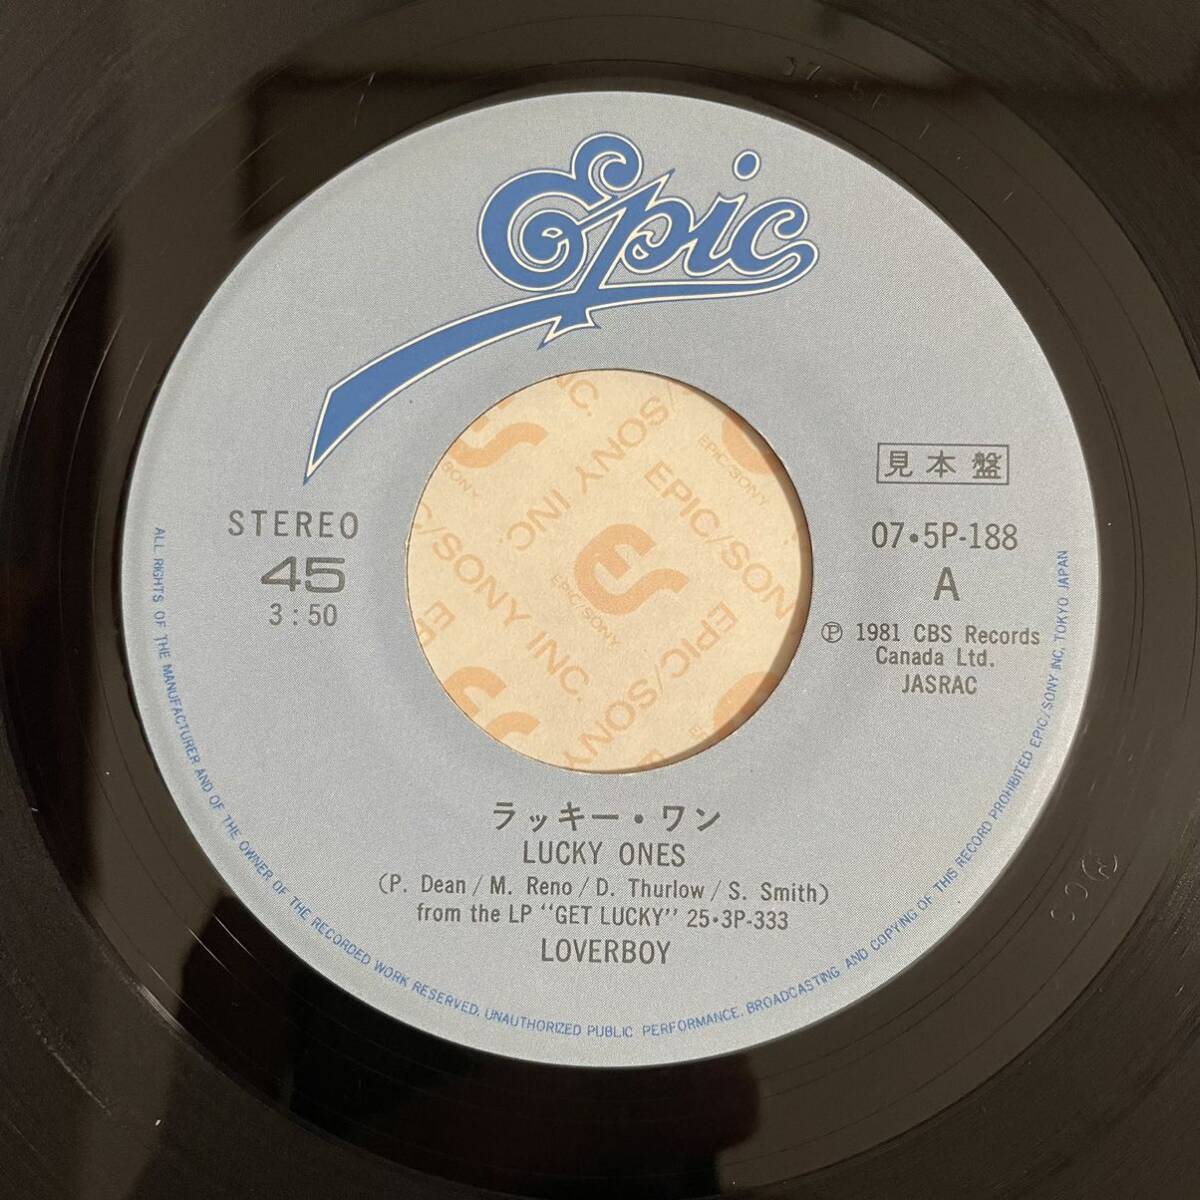 Epic
見本盤
STEREO
45
3:50
07•5P-188
A
Ⓟ 1981 CBS Records
Canada Ltd.
JASRAC
EPIC/SONY INC.
EPIC/SONY
ラッキー・ワン
LUCKY ONES
(P. Dean/M. Reno/D. Thurlow/S. Smith)
from the LP "GET LUCKY" 25•3P-333
LOVERBOY
ALL RIGHTS OF THE MANUFACTURER AND OF THE OWNER OF THE RECORDED WORK RESERVED. UNAUTHORIZED PUBLIC PERFORMANCE. BROADCASTING AND COPYING OF THIS RECORD PROHIBITED EPIC/SONY INC. TOKYO JAPAN